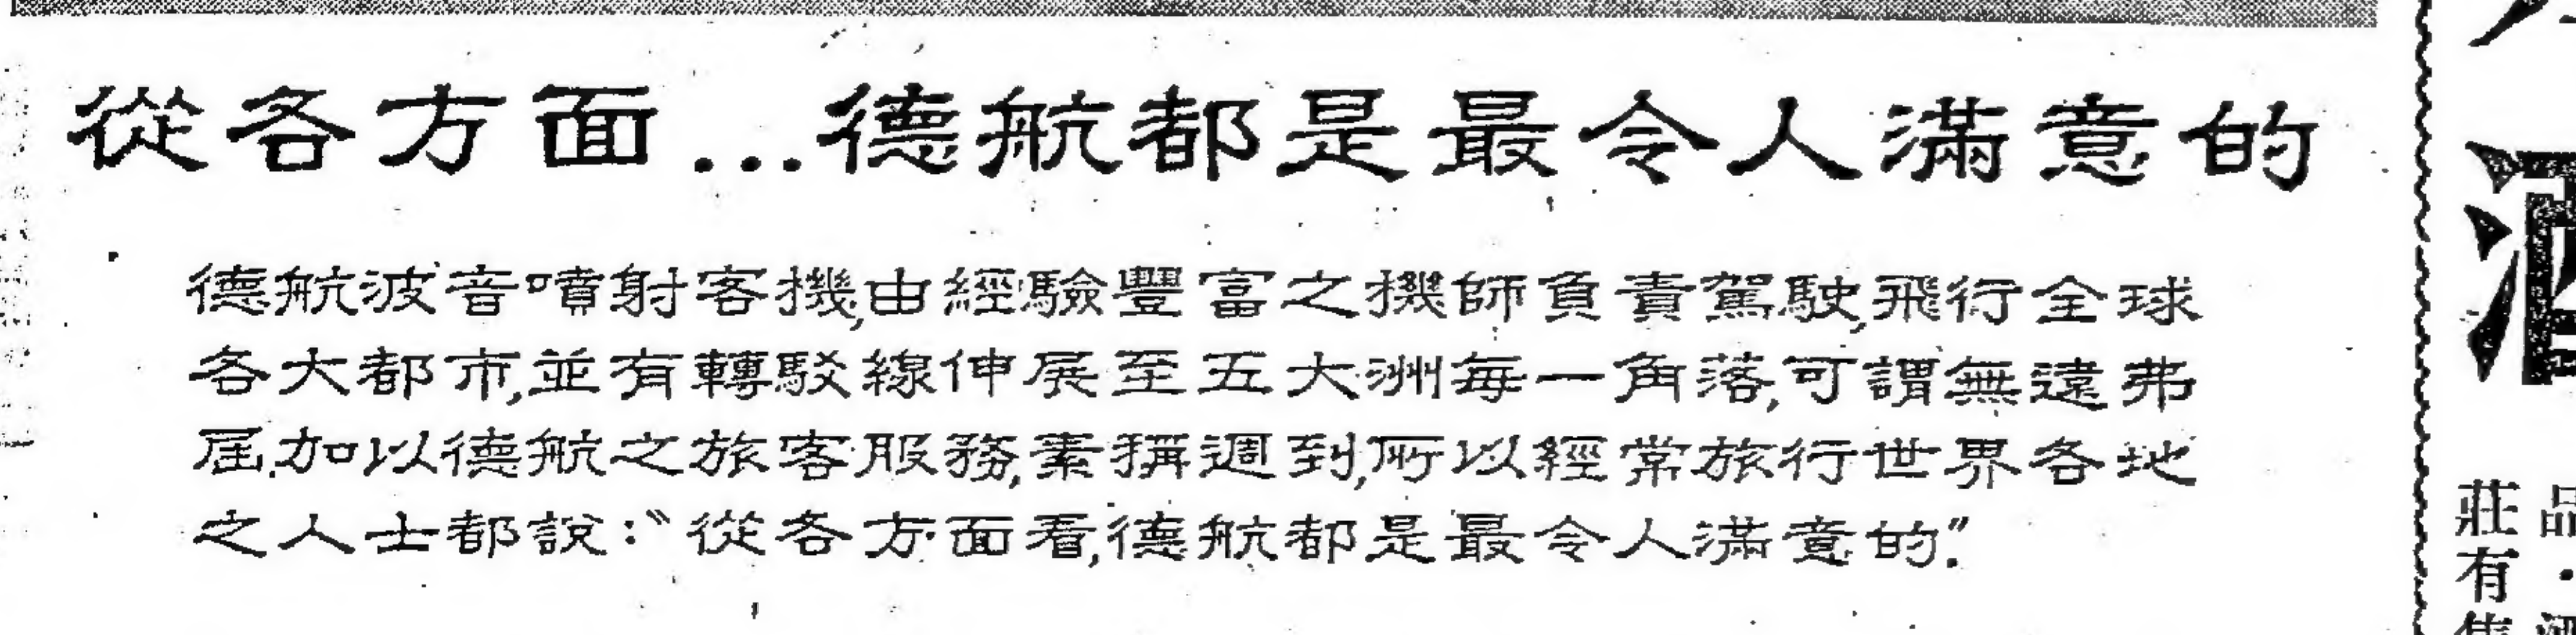 從各方面...德航都是最令人滿意的
德航波音噴射客機,由經驗豐富之機師負責駕駛,飛行全球
各大都市,並有轉駁線伸展至五大洲每一角落,可謂無遠弗
屆.加以德航之旅客服務,素稱週到,所以經常旅行世界各地
之人士都說:“從各方面看,德航都是最令人滿意的”.
品·
莊有